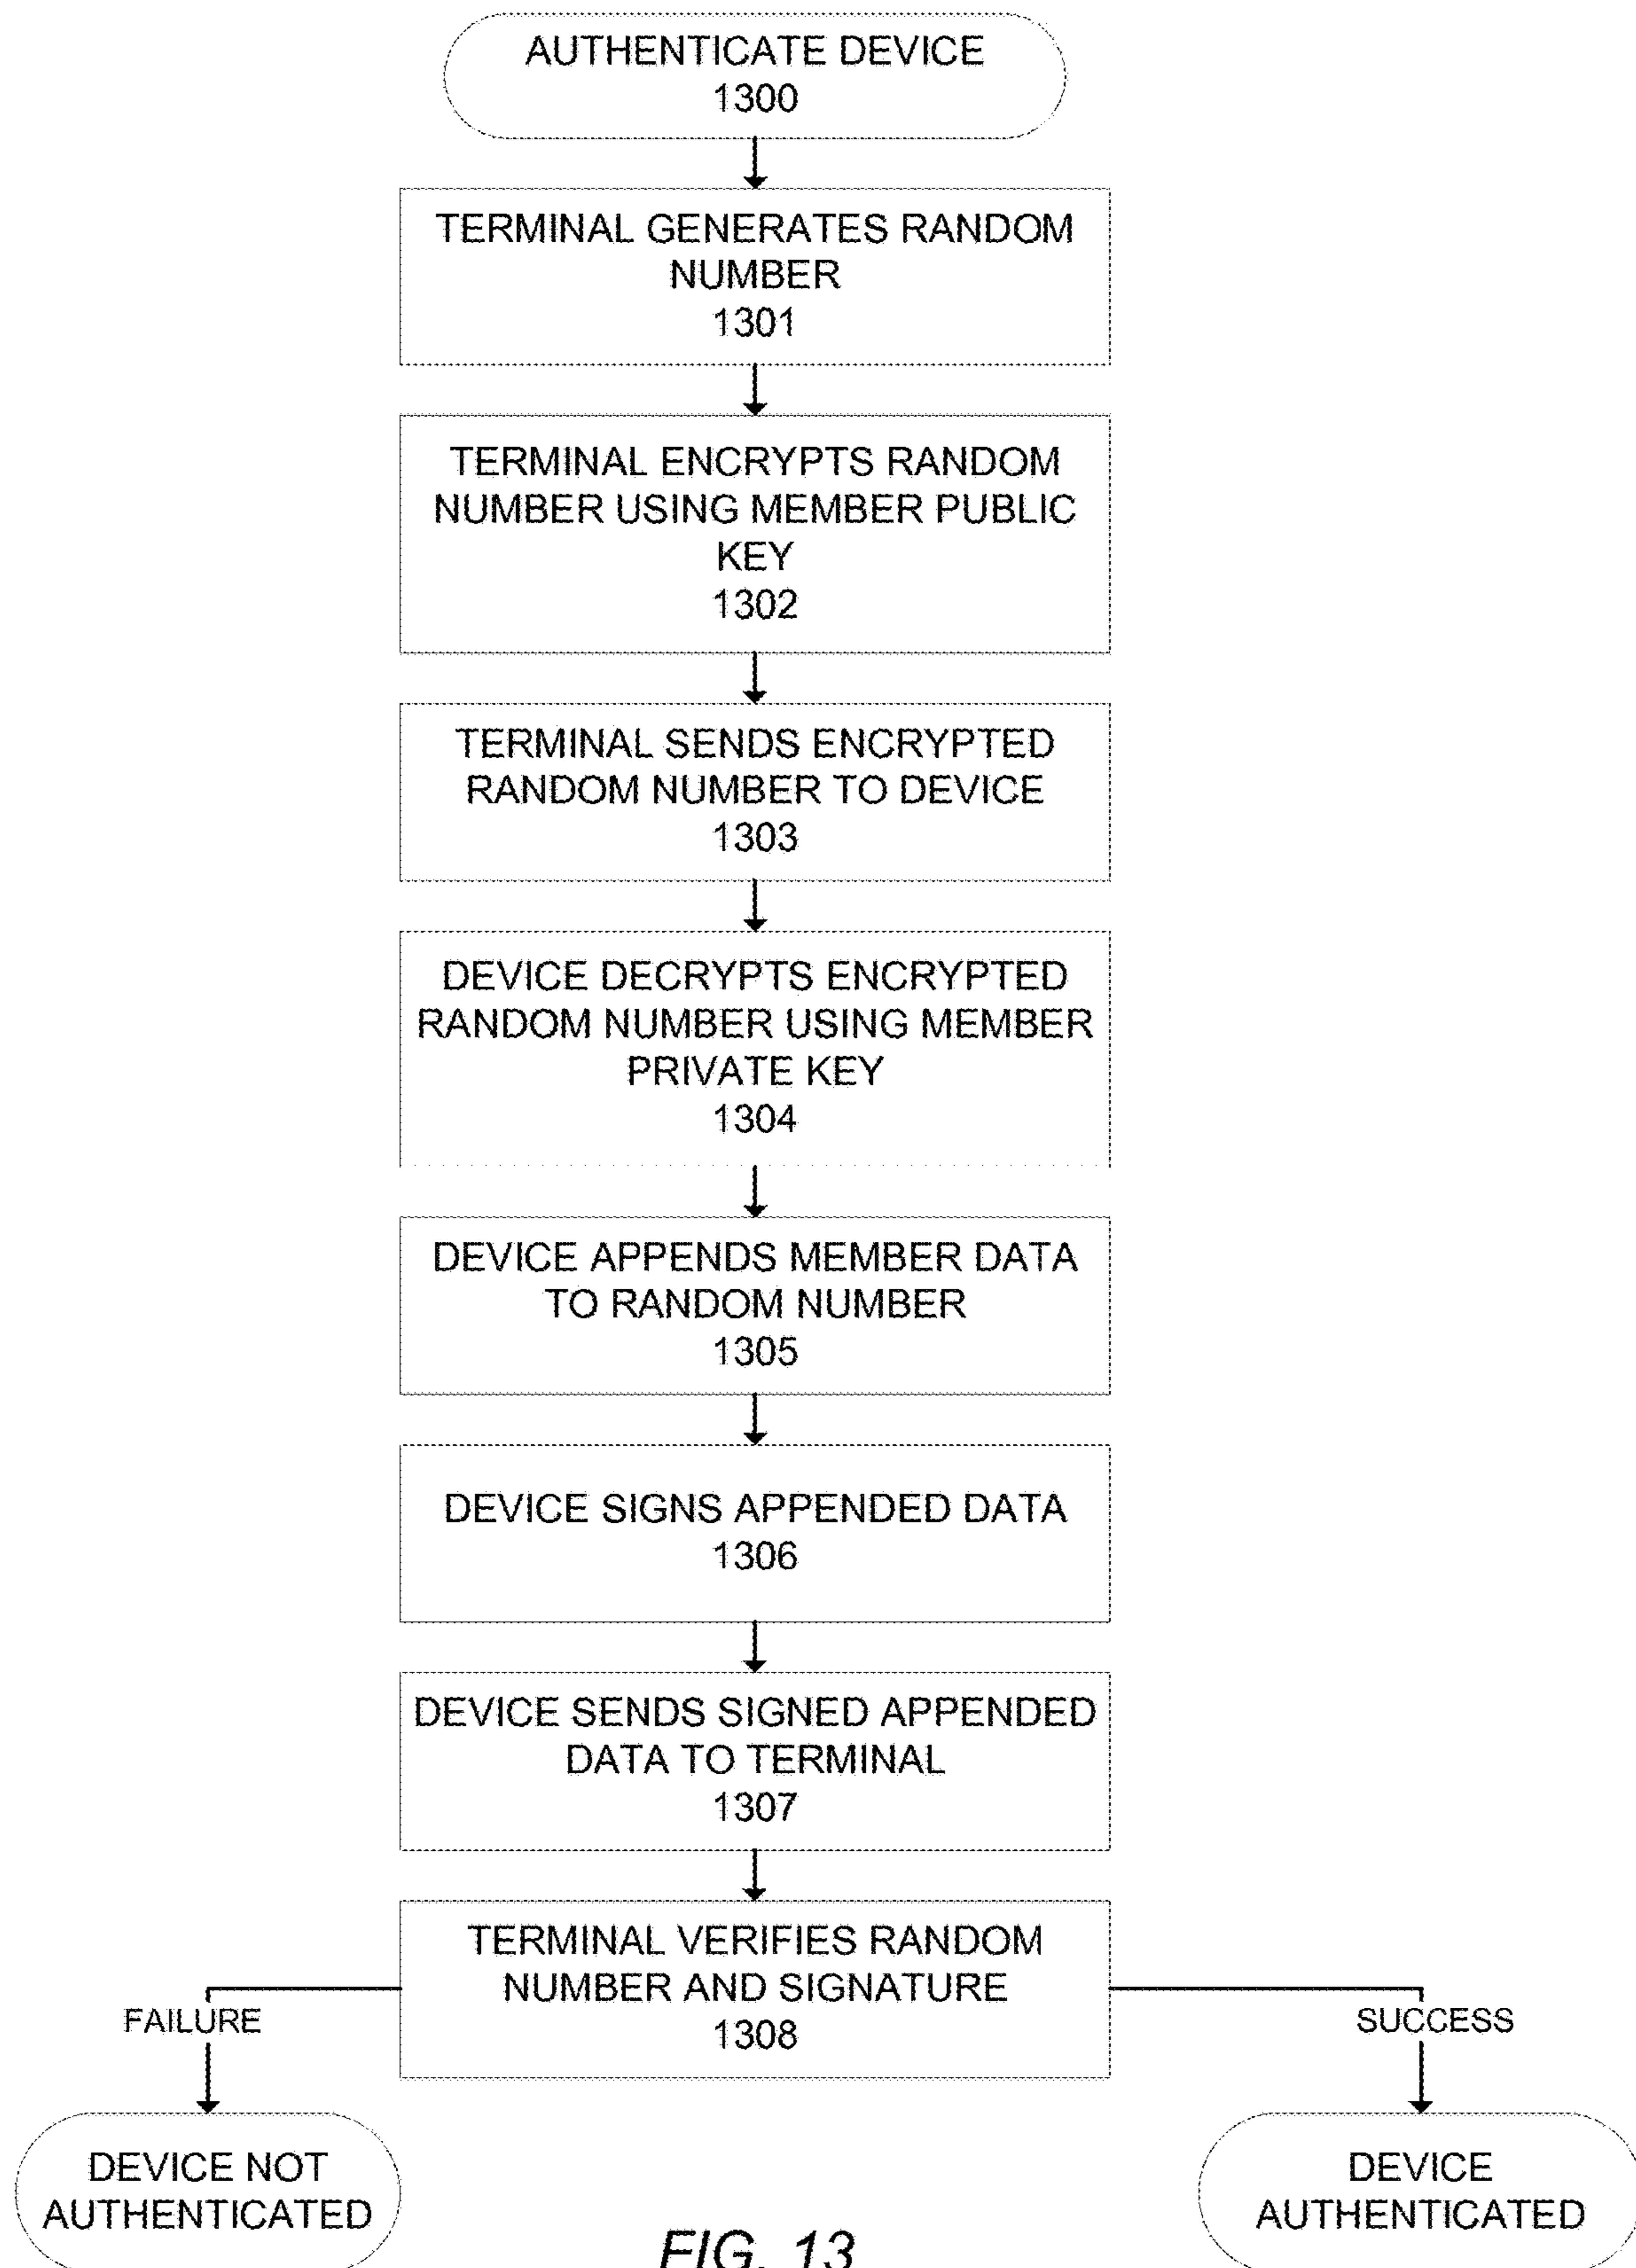 AUTHENTICATE DEVICE
1300
TERMINAL GENERATES RANDOM
NUMBER
1301
TERMINAL ENCRYPTS RANDOM
NUMBER USING MEMBER PUBLIC
KEY
1302
TERMINAL SENDS ENCRYPTED
RANDOM NUMBER TO DEVICE
1303
DEVICE DECRYPTS ENCRYPTED
RANDOM NUMBER USING MEMBER
PRIVATE KEY
1304
DEVICE APPENDS MEMBER DATA
TO RANDOM NUMBER
1305
DEVICE SIGNS APPENDED DATA
1306
DEVICE SENDS SIGNED APPENDED
DATA TO TERMINAL
1307
TERMINAL VERIFIES RANDOM
NUMBER AND SIGNATURE
1308
FAILURE
SUCCESS
DEVICE NOT
AUTHENTICATED
DEVICE
AUTHENTICATED
FIG. 13